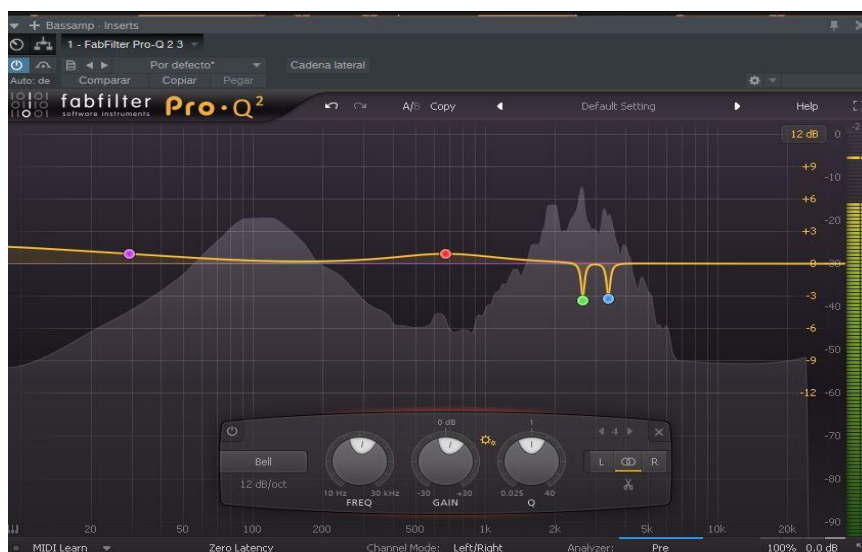 Bassamp - Inserts
1 - FabFilter Pro-Q 2 3
Por defecto*
Cadena lateral
Auto: de
Comparar
Copiar
Pegar
fabfilter
software instruments
Pro·Q²
A/B
Copy
Default Setting
Help
12 dB
0
+9
-10
+6
-20
+3
0
-30
-3
-40
-6
-50
-9
-60
-12
-70
-80
-90
0 dB
1
4
Bell
L
R
12 dB/oct
10 Hz
30 kHz
-30
+30
0.025
40
FREQ
GAIN
Q
20
50
100
200
500
1k
2k
5k
10k
20k
MIDI Learn
Zero Latency
Channel Mode:
Left/Right
Analyzer:
Pre
100%
0.0 dB